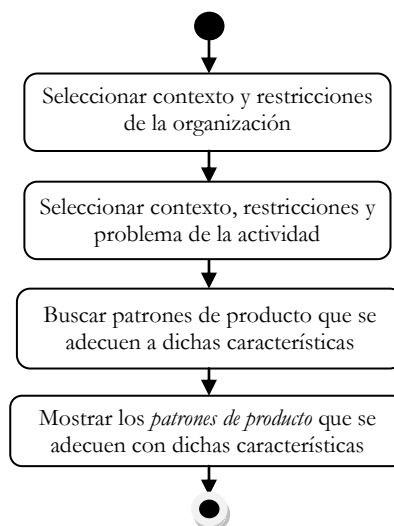 Seleccionar contexto y restricciones
de la organización
Seleccionar contexto, restricciones y
problema de la actividad
Buscar patrones de producto que se
adecuen a dichas características
Mostrar los patrones de producto que se
adecuen con dichas características